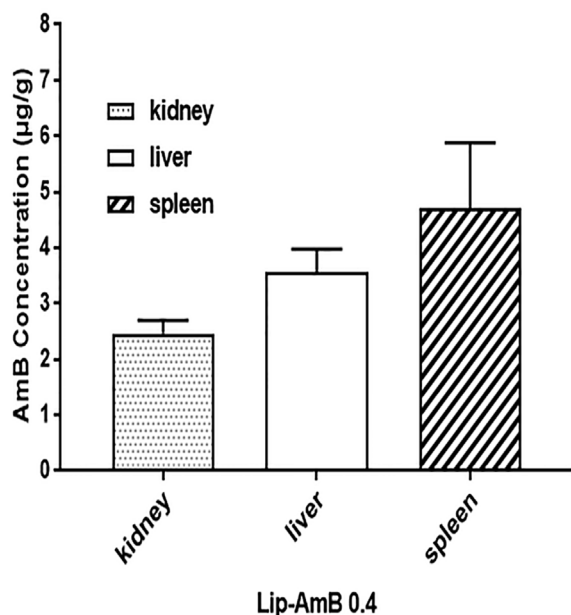 AmB Concentration (µg/g)
8
7
6
5
4
3
2
1
0
kidney
liver
spleen
kidney
liver
spleen
Lip-AmB 0.4